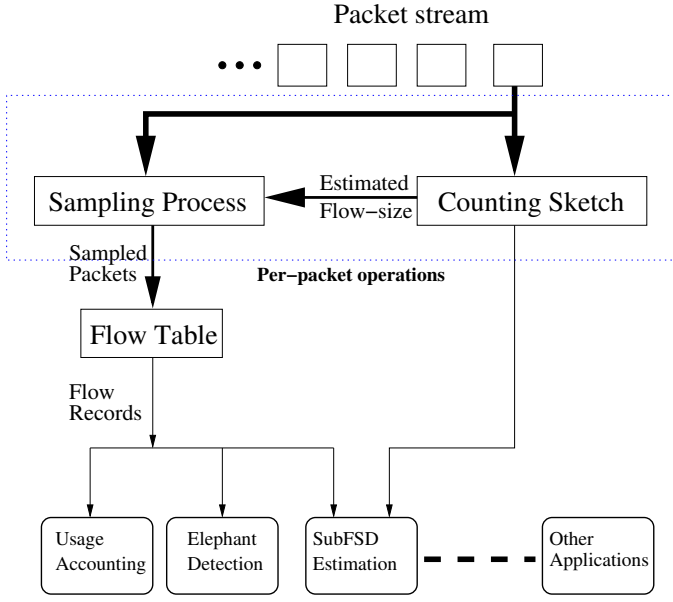 Packet stream
Estimated
Flow-size
Sampling Process
Counting Sketch
Sampled
Packets
Per-packet operations
Flow Table
Flow
Records
Usage
Accounting
Elephant
Detection
SubFSD
Estimation
Other
Applications